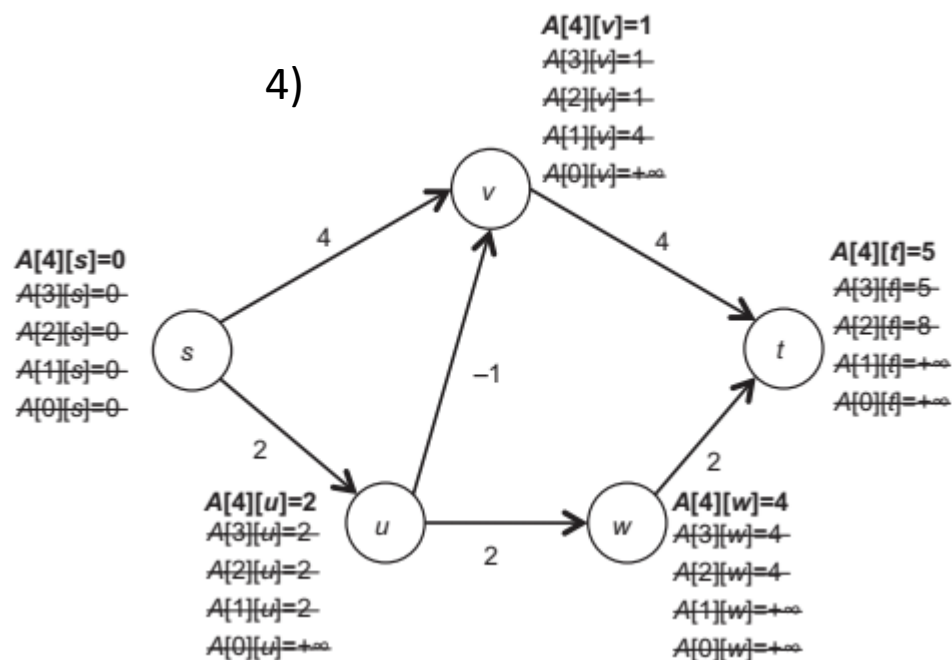 4)
A[4][v]=1
A[3][v]=1
A[2][v]=1
A[1][v]=4
A[0][v]=+∞
v
4
4
A[4][s]=0
A[3][s]=0
A[2][s]=0
A[1][s]=0
A[0][s]=0
s
A[4][t]=5
A[3][t]=5
A[2][t]=8
A[1][t]=+∞
A[0][t]=+∞
t
–1
2
2
A[4][u]=2
A[3][u]=2
A[2][u]=2
A[1][u]=2
A[0][u]=+∞
u
2
w
A[4][w]=4
A[3][w]=4
A[2][w]=4
A[1][w]=+∞
A[0][w]=+∞